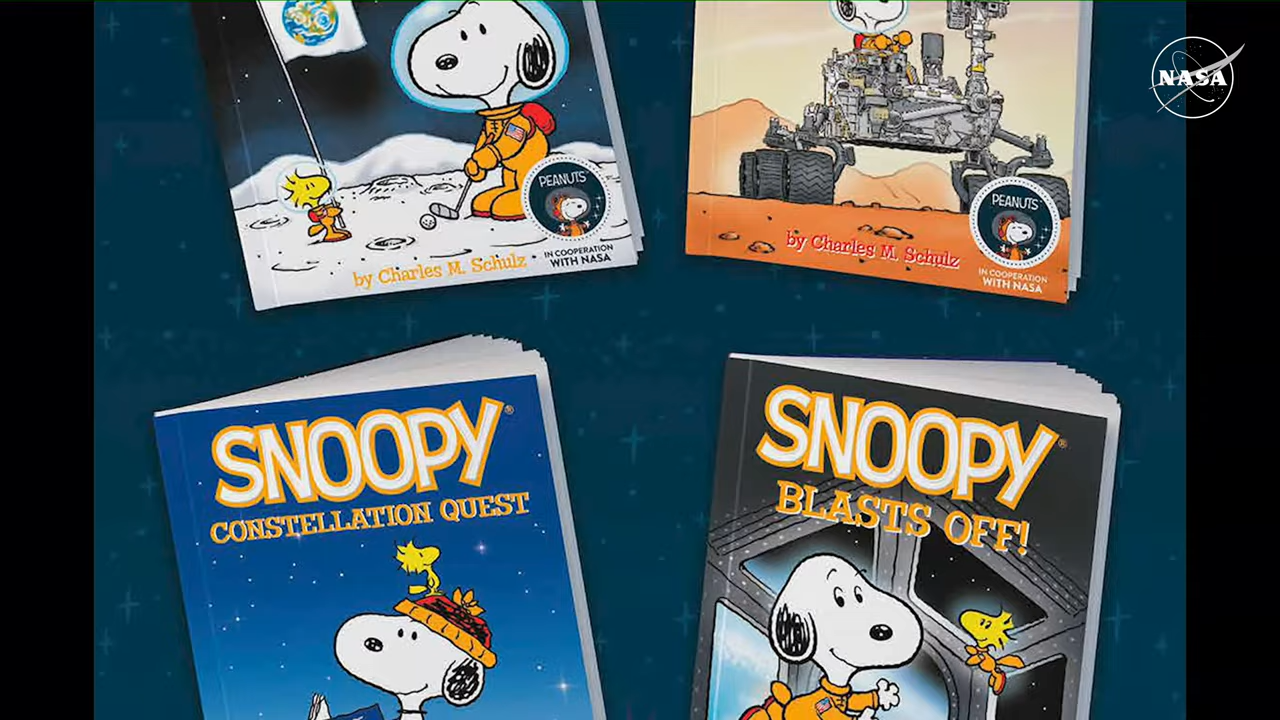 NASA
PEANUTS
by Charles M. Schulz
IN COOPERATION
WITH NASA
PEANUTS
by Charles M. Schulz
IN COOPERATION
WITH NASA
SNOOPY®
CONSTELLATION QUEST
SNOOPY®
BLASTS OFF!